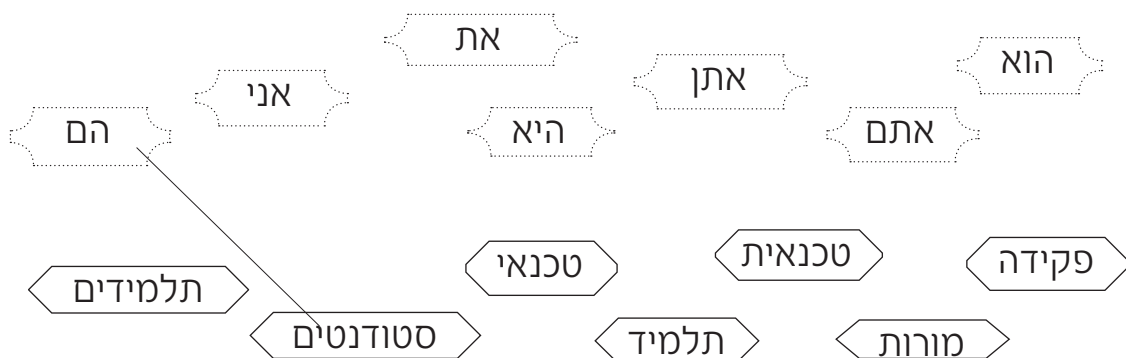 הוא
אתן
את
אני
אתם
היא
הם
פקידה
טכנאית
טכנאי
תלמידים
מורות
תלמיד
סטודנטים